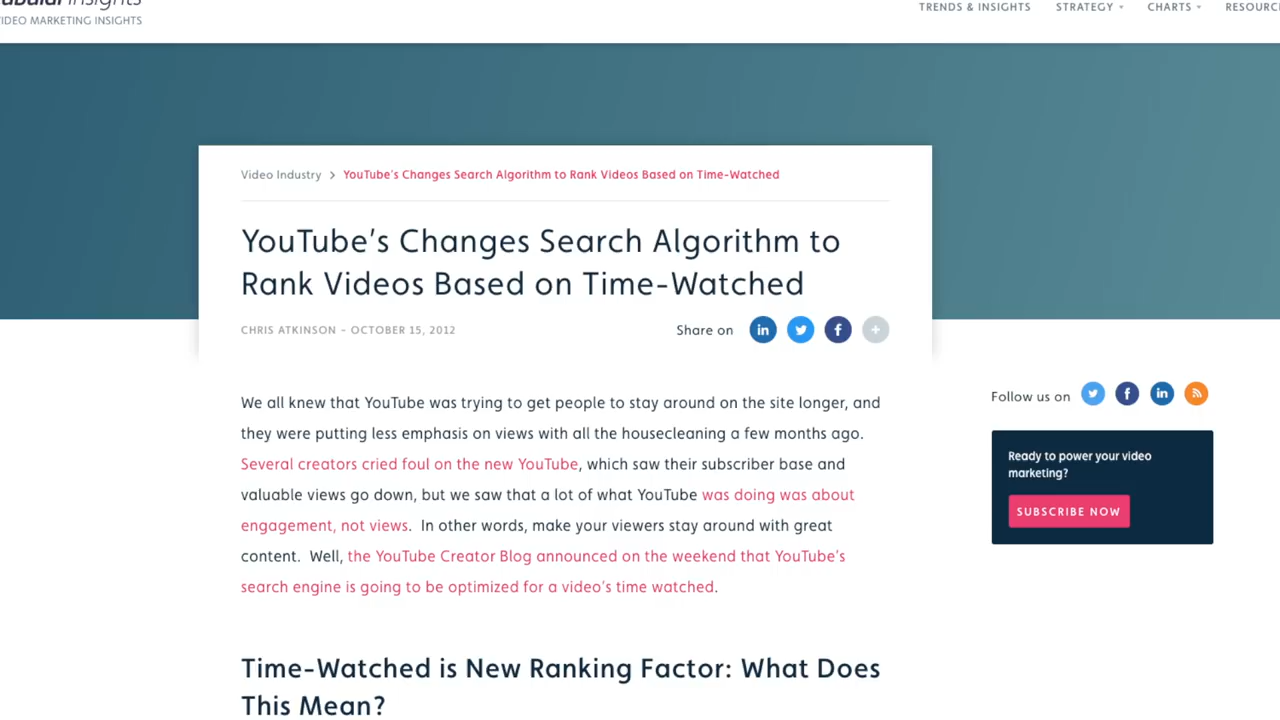 Insights
VIDEO MARKETING INSIGHTS
TRENDS & INSIGHTS STRATEGY CHARTS
Video Industry > YouTube's Changes Search Algorithm to Rank Videos Based on Time-Watched
YouTube's Changes Search Algorithm to
Rank Videos Based on Time-Watched
CHRIS ATKINSON – OCTOBER 15, 2012
Share on
We all knew that YouTube was trying to get people to stay around on the site longer, and
they were putting less emphasis on views with all the housecleaning a few months ago.
Several creators cried foul on the new YouTube, which saw their subscriber base and
valuable views go down, but we saw that a lot of what YouTube was doing was about
engagement, not views. In other words, make your viewers stay around with great
content. Well, the YouTube Creator Blog announced on the weekend that YouTube's
search engine is going to be optimized for a video's time watched.
Time-Watched is New Ranking Factor: What Does
This Mean?
Follow us on
Ready to power your video
marketing?
SUBSCRIBE NOW